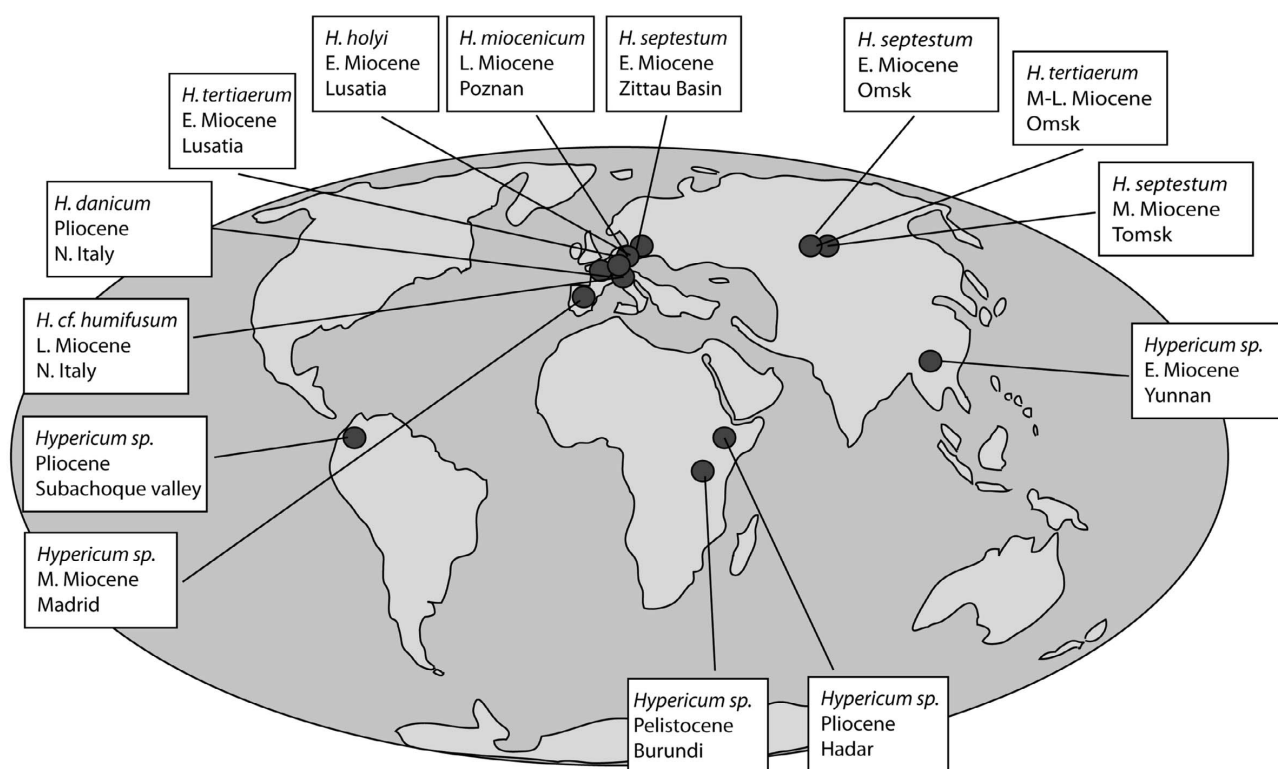 H. holyi
E. Miocene
Lusatia
H. miocenicum
L. Miocene
Poznan
H. septestum
E. Miocene
Zittau Basin
H. septestum
E. Miocene
Omsk
H. tertiaerum
M-L. Miocene
Omsk
H. tertiaerum
E. Miocene
Lusatia
H. septestum
M. Miocene
Tomsk
H. danicum
Pliocene
N. Italy
H. cf. humifusum
L. Miocene
N. Italy
Hypericum sp.
E. Miocene
Yunnan
Hypericum sp.
Pliocene
Subachoque valley
Hypericum sp.
M. Miocene
Madrid
Hypericum sp.
Pelistocene
Burundi
Hypericum sp.
Pliocene
Hadar